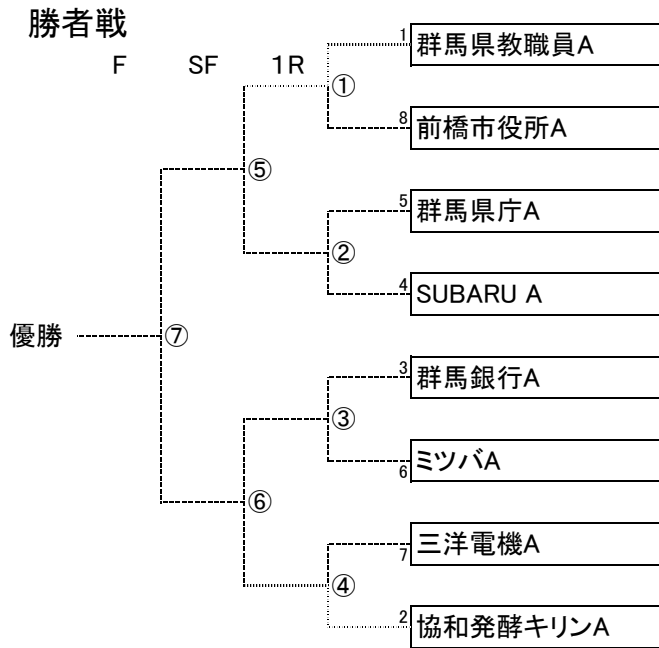 勝者戦
F SF 1R
1 群馬県教職員A
①
8 前橋市役所A
⑤
5 群馬県庁A
②
4 SUBARU A
優勝 ⑦
3 群馬銀行A
③
6 ミツバA
⑥
7 三洋電機A
④
2 協和発酵キリンA